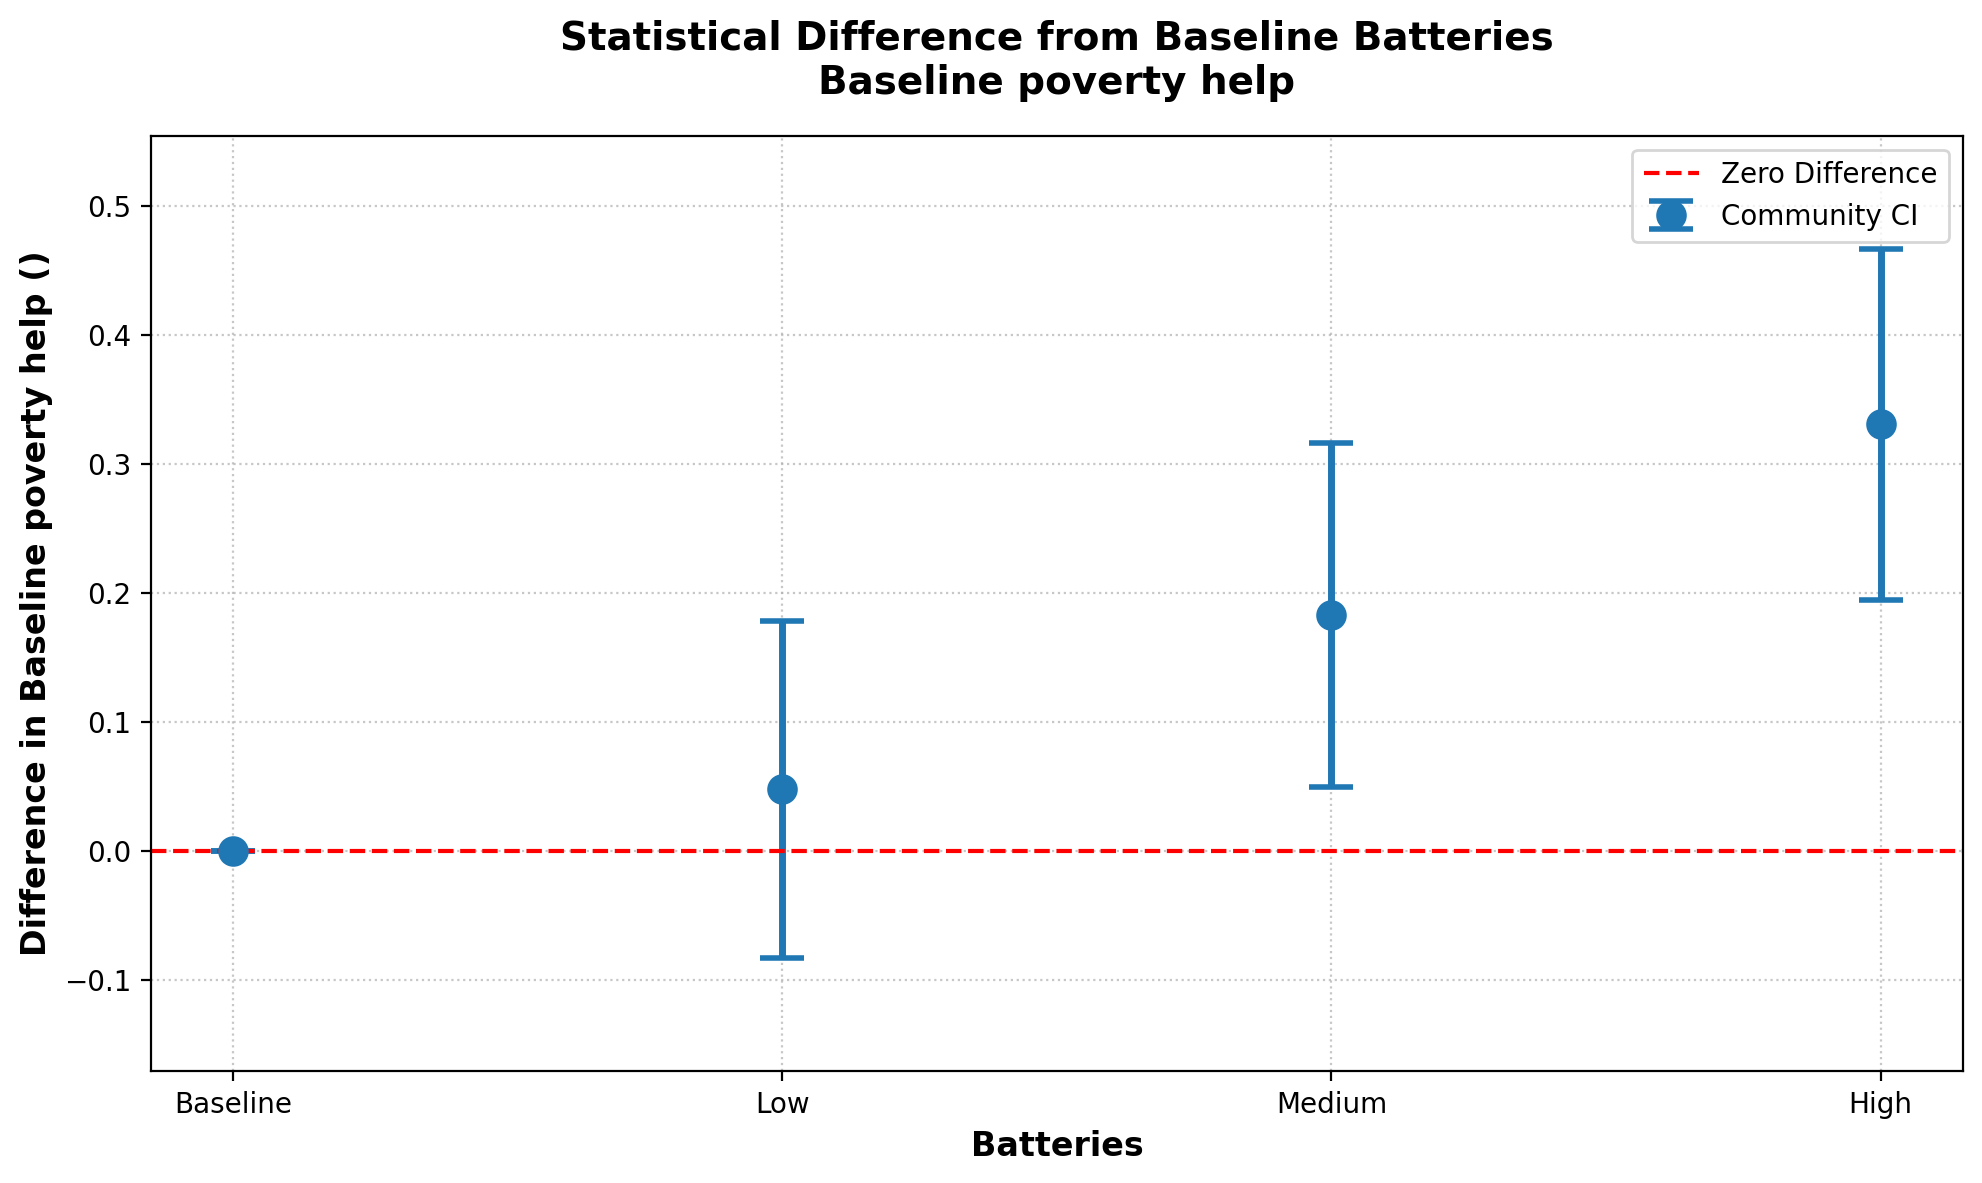 Statistical Difference from Baseline Batteries
Baseline poverty help
Zero Difference
Community CI
Difference in Baseline poverty help ()
0.5
0.4
0.3
0.2
0.1
0.0
−0.1
Baseline
Low
Medium
High
Batteries